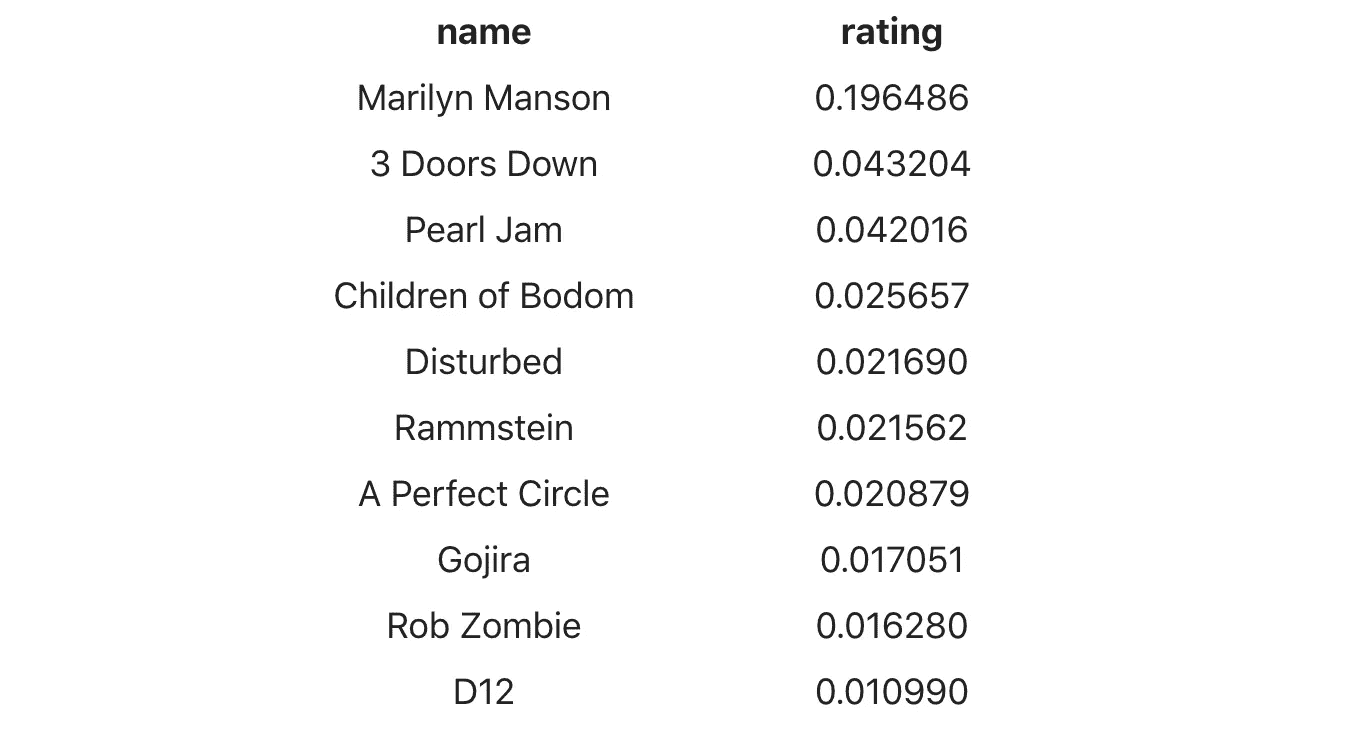 name rating
Marilyn Manson 0.196486
3 Doors Down 0.043204
Pearl Jam 0.042016
Children of Bodom 0.025657
Disturbed 0.021690
Rammstein 0.021562
A Perfect Circle 0.020879
Gojira 0.017051
Rob Zombie 0.016280
D12 0.010990